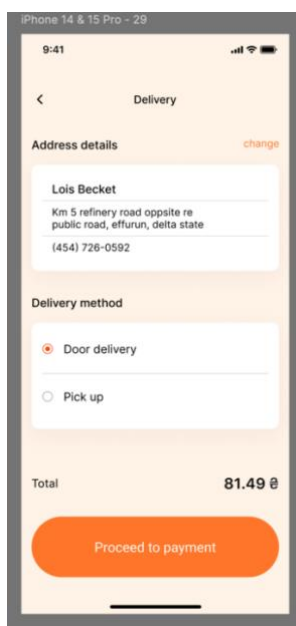 iPhone 14 & 15 Pro - 29
9:41
Delivery
Address details
change
Lois Becket
Km 5 refinery road oppsite re
public road, effurun, delta state
(454) 726-0592
Delivery method
Door delivery
Pick up
Total
81.49 ₴
Proceed to payment